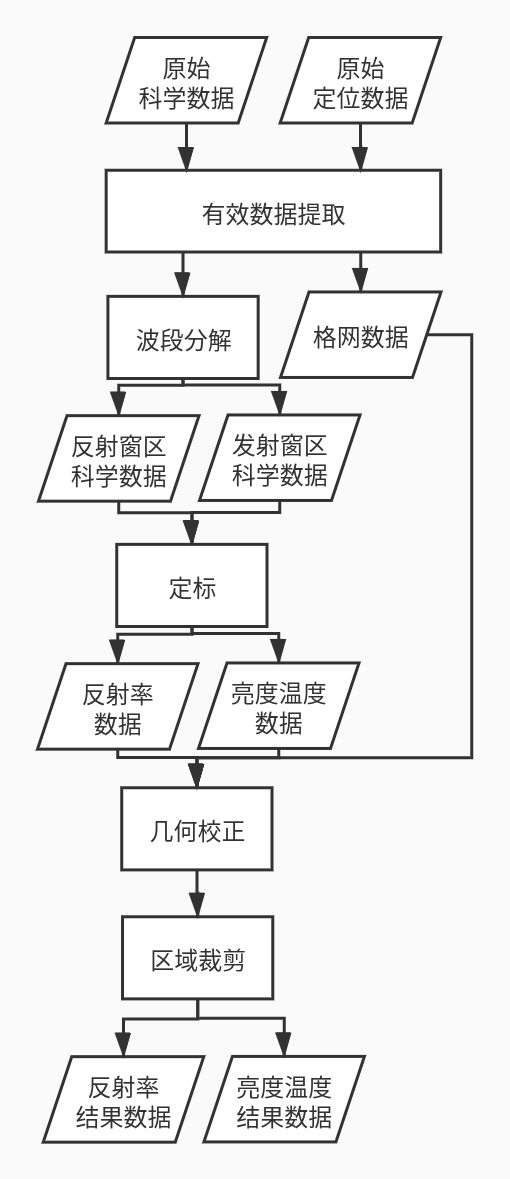 原始
科学数据
原始
定位数据
有效数据提取
波段分解
格网数据
反射窗区
科学数据
发射窗区
科学数据
定标
反射率
数据
亮度温度
数据
几何校正
区域裁剪
反射率
结果数据
亮度温度
结果数据